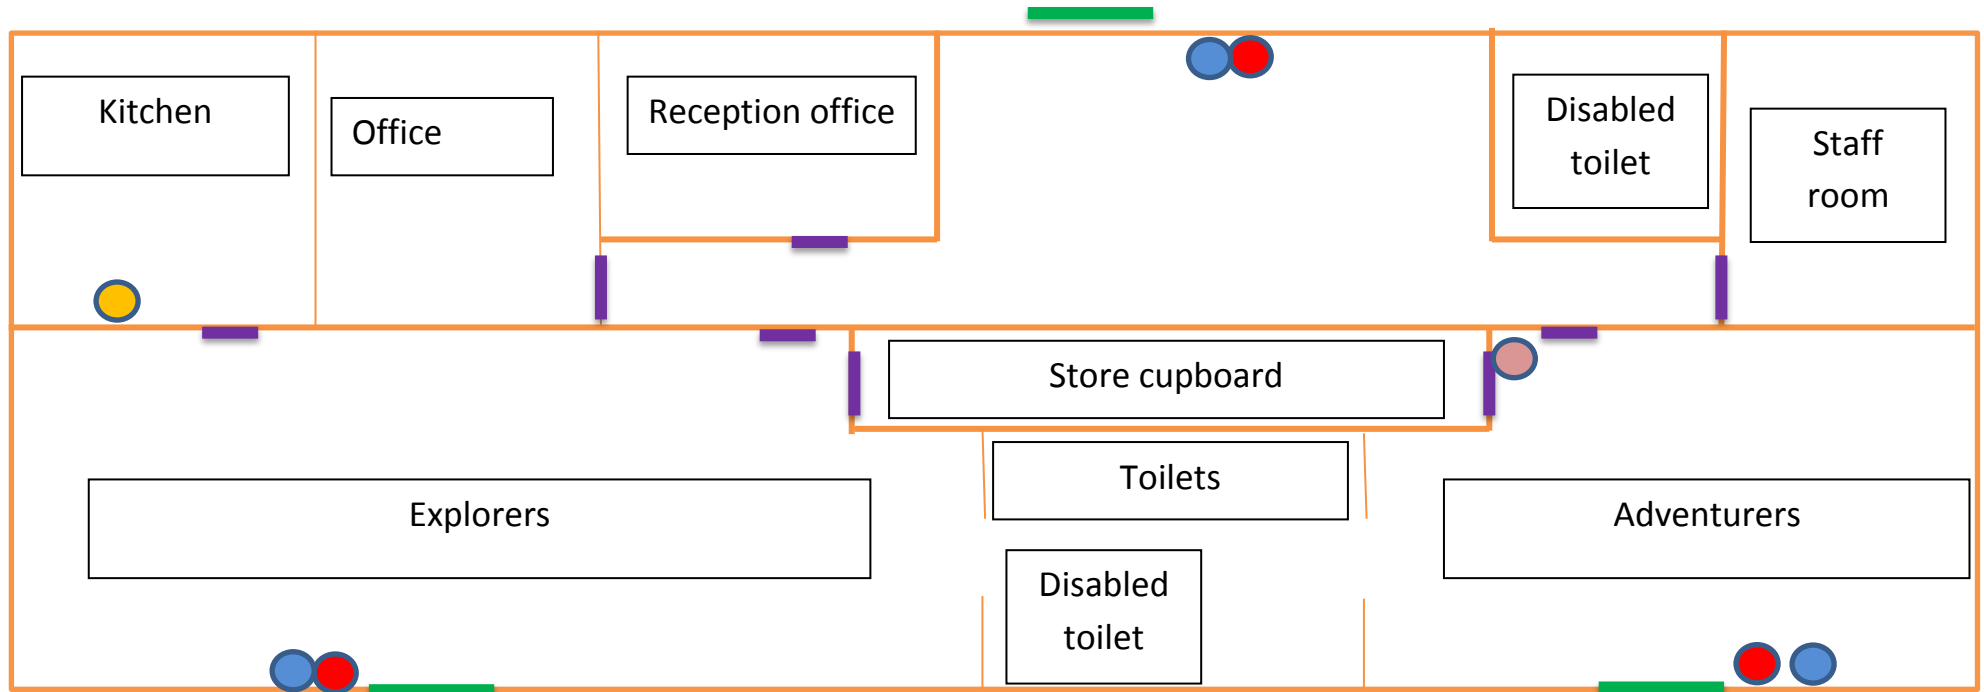 Kitchen
Office
Reception office
Disabled
toilet
Staff
room
Store cupboard
Toilets
Explorers
Adventurers
Disabled
toilet